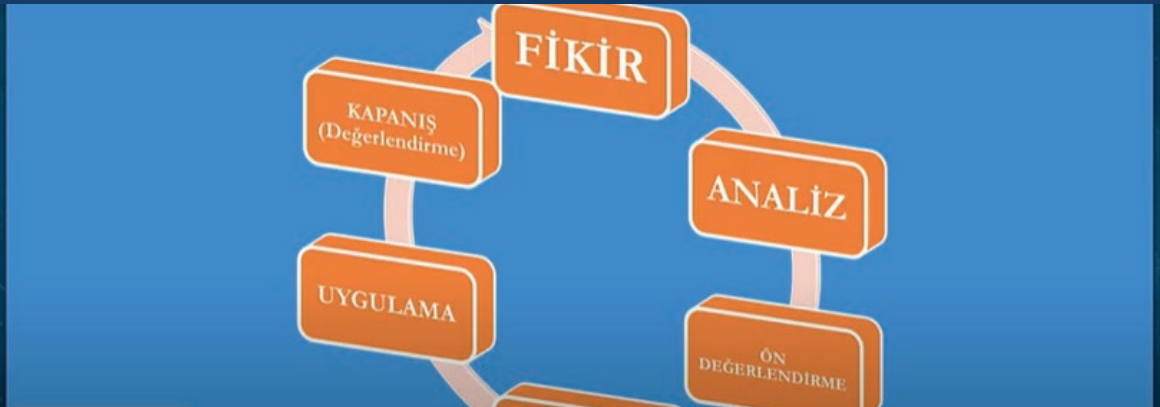 FİKİR
ANALİZ
ÖN
DEĞERLENDİRME
UYGULAMA
KAPANIŞ
(Değerlendirme)